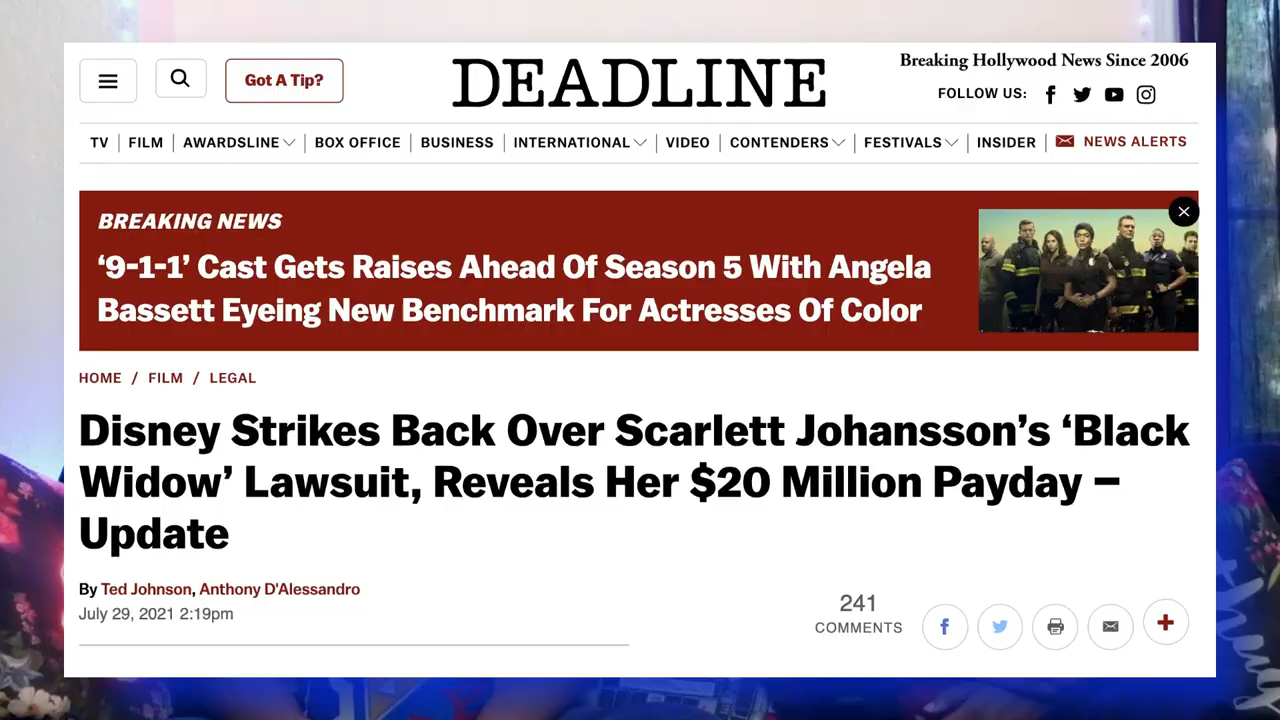 Got A Tip?
DEADLINE
Breaking Hollywood News Since 2006
FOLLOW US:
TV | FILM | AWARDSLINE | BOX OFFICE | BUSINESS | INTERNATIONAL | VIDEO | CONTENDERS | FESTIVALS | INSIDER | NEWS ALERTS
BREAKING NEWS
‘9-1-1’ Cast Gets Raises Ahead Of Season 5 With Angela
Bassett Eyeing New Benchmark For Actresses Of Color
HOME / FILM / LEGAL
Disney Strikes Back Over Scarlett Johansson’s ‘Black
Widow’ Lawsuit, Reveals Her $20 Million Payday –
Update
By Ted Johnson, Anthony D'Alessandro
July 29, 2021 2:19pm
241
COMMENTS